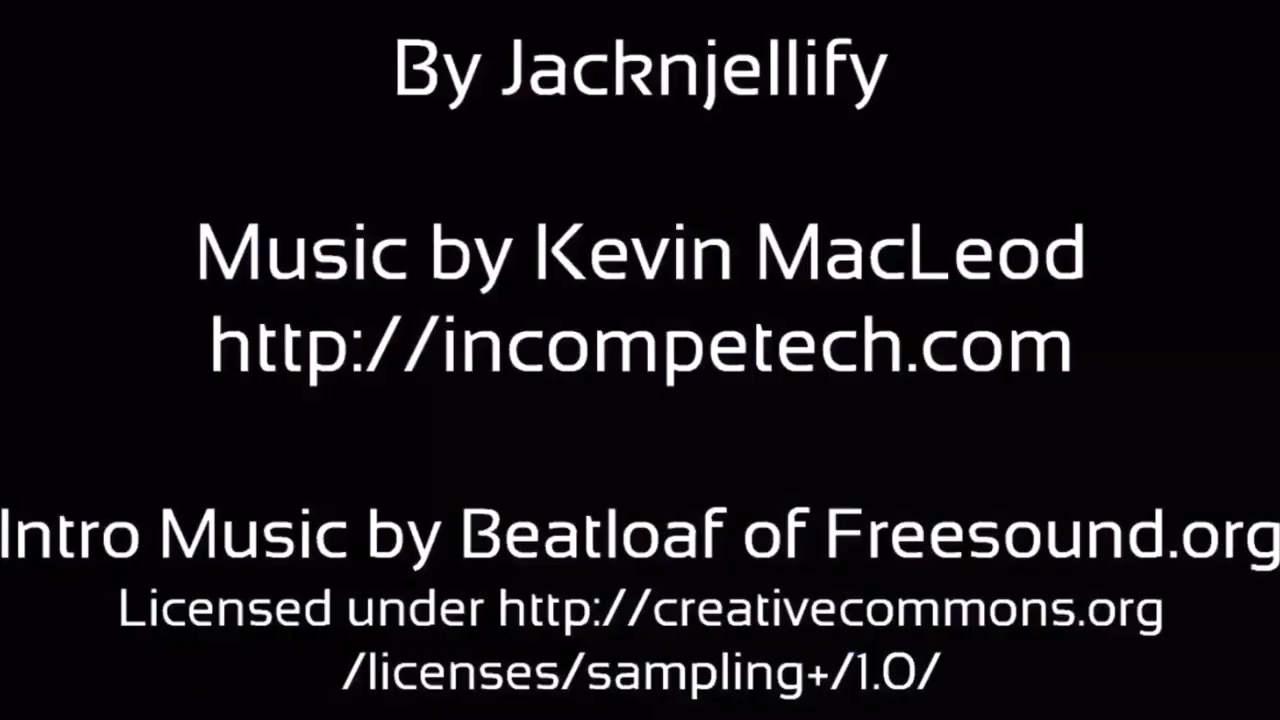 By Jacknjellify
Music by Kevin MacLeod
http://incompetech.com
Intro Music by Beatloaf of Freesound.org
Licensed under http://creativecommons.org
/licenses/sampling+/1.0/